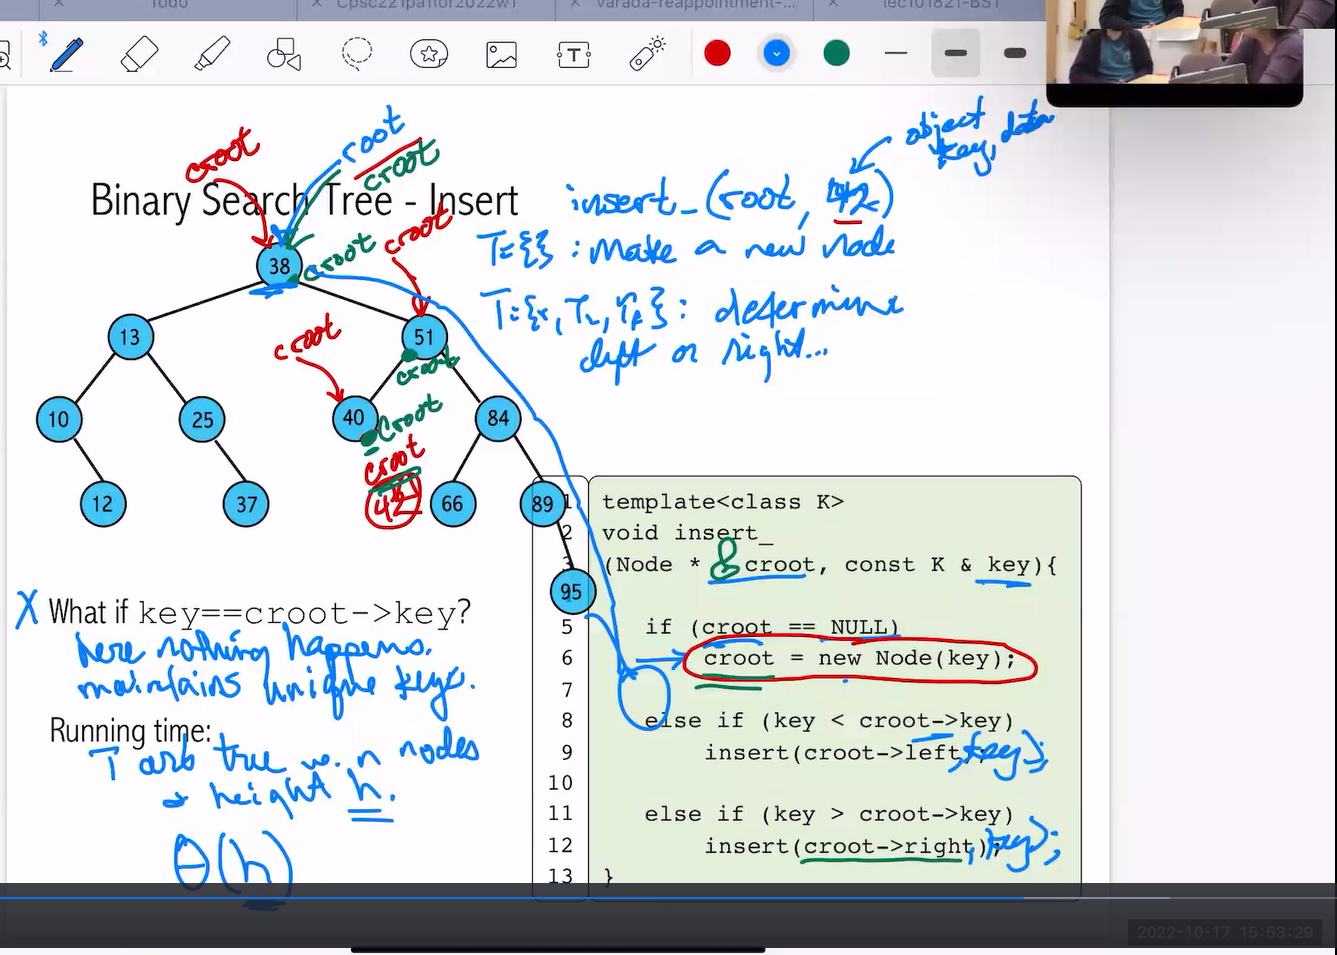 Todo
Cpsc221pa1for2022w1
varada-reappointment-...
lec101821-BST
object
key, data
root
croot
croot
Binary Search Tree - Insert
insert_(root, 42)
T={} : Make a new node
T={r, TL, TR} : determine
left or right...
croot
croot
croot
croot
croot
croot
42
38
13
51
10
25
40
84
12
37
66
89
95
1 template<class K>
2 void insert_
3 (Node * & croot, const K & key){
5 if (croot == NULL)
6 croot = new Node(key);
7
8 else if (key < croot->key)
9 insert(croot->left, key);
10
11 else if (key > croot->key)
12 insert(croot->right, key);
13 }
X What if key==croot->key?
here nothing happens.
maintains unique keys.
Running time:
T arb tree w. n nodes
+ height h.
Θ(h)
2022-10-17 15:53:29